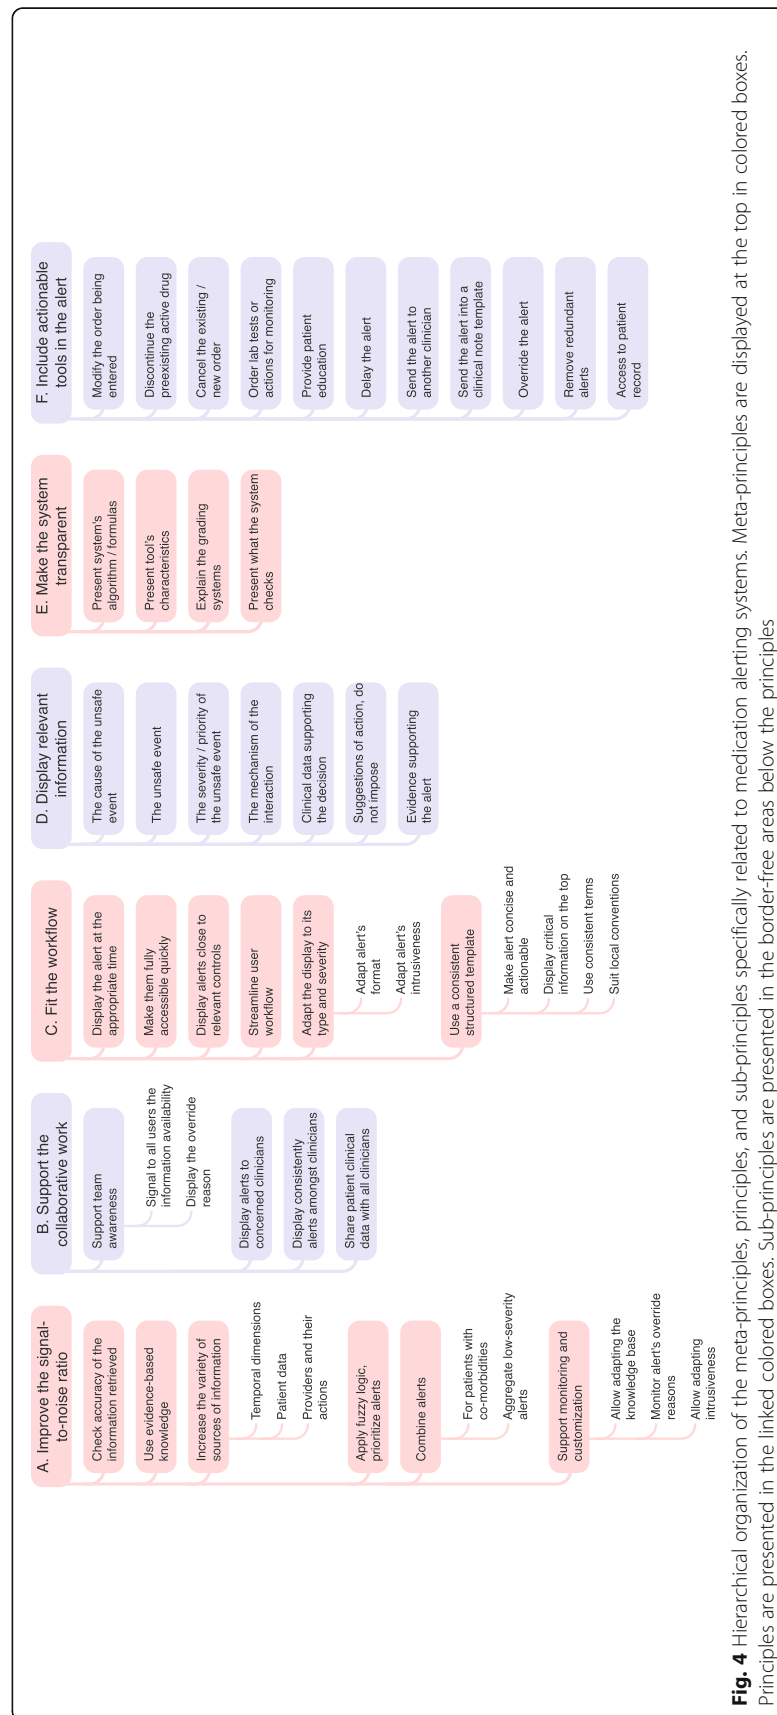 A. Improve the signal-
to-noise ratio
Check accuracy of the
information retrieved
Use evidence-based
knowledge
Increase the variety of
sources of information
Temporal dimensions
Patient data
Providers and their
actions
Apply fuzzy logic,
prioritize alerts
Combine alerts
For patients with
co-morbidities
Aggregate low-severity
alerts
Support monitoring and
customization
Allow adapting the
knowledge base
Monitor alert's override
reasons
Allow adapting
intrusiveness
B. Support the
collaborative work
Support team
awareness
Signal to all users the
information availability
Display the override
reason
Display alerts to
concerned clinicians
Display consistently
alerts amongst clinicians
Share patient clinical
data with all clinicians
C. Fit the workflow
Display the alert at the
appropriate time
Make them fully
accessible quickly
Display alerts close to
relevant controls
Streamline user
workflow
Adapt the display to its
type and severity
Adapt alert's
format
Adapt alert's
intrusiveness
Use a consistent
structured template
Make alert concise and
actionable
Display critical
information on the top
Use consistent terms
Suit local conventions
D. Display relevant
information
The cause of the unsafe
event
The unsafe event
The severity / priority of
the unsafe event
The mechanism of the
interaction
Clinical data supporting
the decision
Suggestions of action, do
not impose
Evidence supporting
the alert
E. Make the system
transparent
Present system's
algorithm / formulas
Present tool's
characteristics
Explain the grading
systems
Present what the system
checks
F. Include actionable
tools in the alert
Modify the order being
entered
Discontinue the
preexisting active drug
Cancel the existing /
new order
Order lab tests or
actions for monitoring
Provide patient
education
Delay the alert
Send the alert to
another clinician
Send the alert into a
clinical note template
Override the alert
Remove redundant
alerts
Access to patient
record
Fig. 4 Hierarchical organization of the meta-principles, principles, and sub-principles specifically related to medication alerting systems. Meta-principles are displayed at the top in colored boxes.
Principles are presented in the linked colored boxes. Sub-principles are presented in the border-free areas below the principles